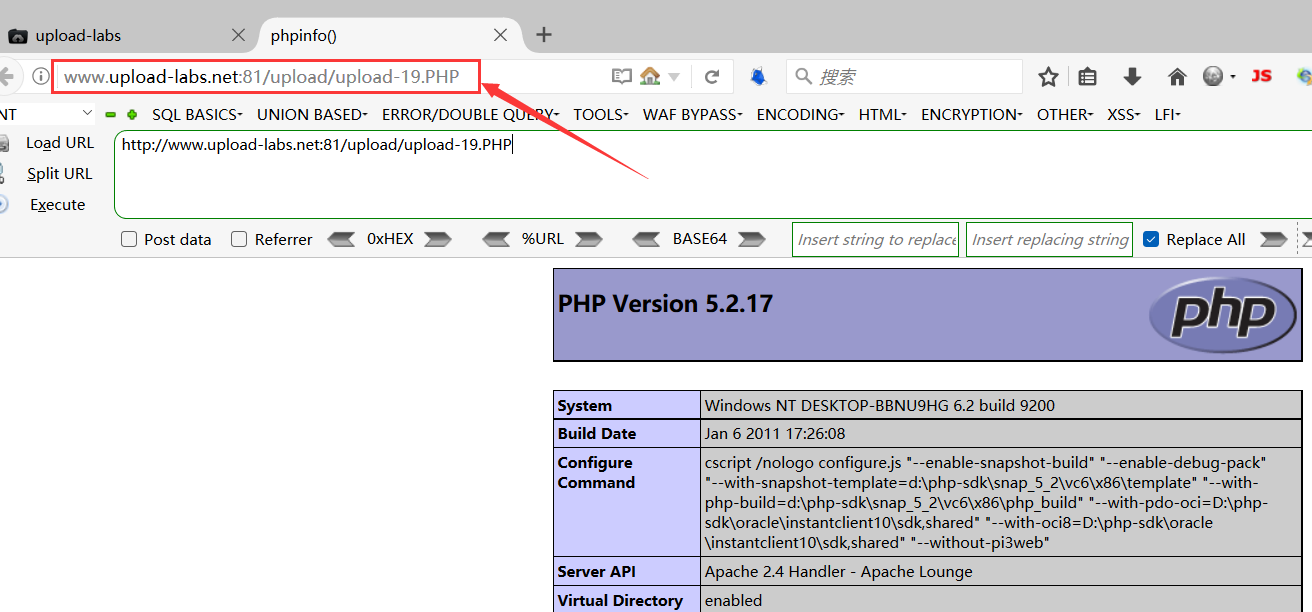 upload-labs
phpinfo()
www.upload-labs.net:81/upload/upload-19.PHP
搜索
JS
NT
SQL BASICS
UNION BASED
ERROR/DOUBLE QUERY
TOOLS
WAF BYPASS
ENCODING
HTML
ENCRYPTION
OTHER
XSS
LFI
Load URL
http://www.upload-labs.net:81/upload/upload-19.PHP
Split URL
Execute
Post data
Referrer
0xHEX
%URL
BASE64
Insert string to replace
Insert replacing string
Replace All
PHP Version 5.2.17
php
System
Windows NT DESKTOP-BBNU9HG 6.2 build 9200
Build Date
Jan 6 2011 17:26:08
Configure
Command
cscript /nologo configure.js "--enable-snapshot-build" "--enable-debug-pack"
"--with-snapshot-template=d:\php-sdk\snap_5_2\vc6\x86\template" "--with-
php-build=d:\php-sdk\snap_5_2\vc6\x86\php_build" "--with-pdo-oci=D:\php-
sdk\oracle\instantclient10\sdk,shared" "--with-oci8=D:\php-sdk\oracle
\instantclient10\sdk,shared" "--without-pi3web"
Server API
Apache 2.4 Handler - Apache Lounge
Virtual Directory
enabled